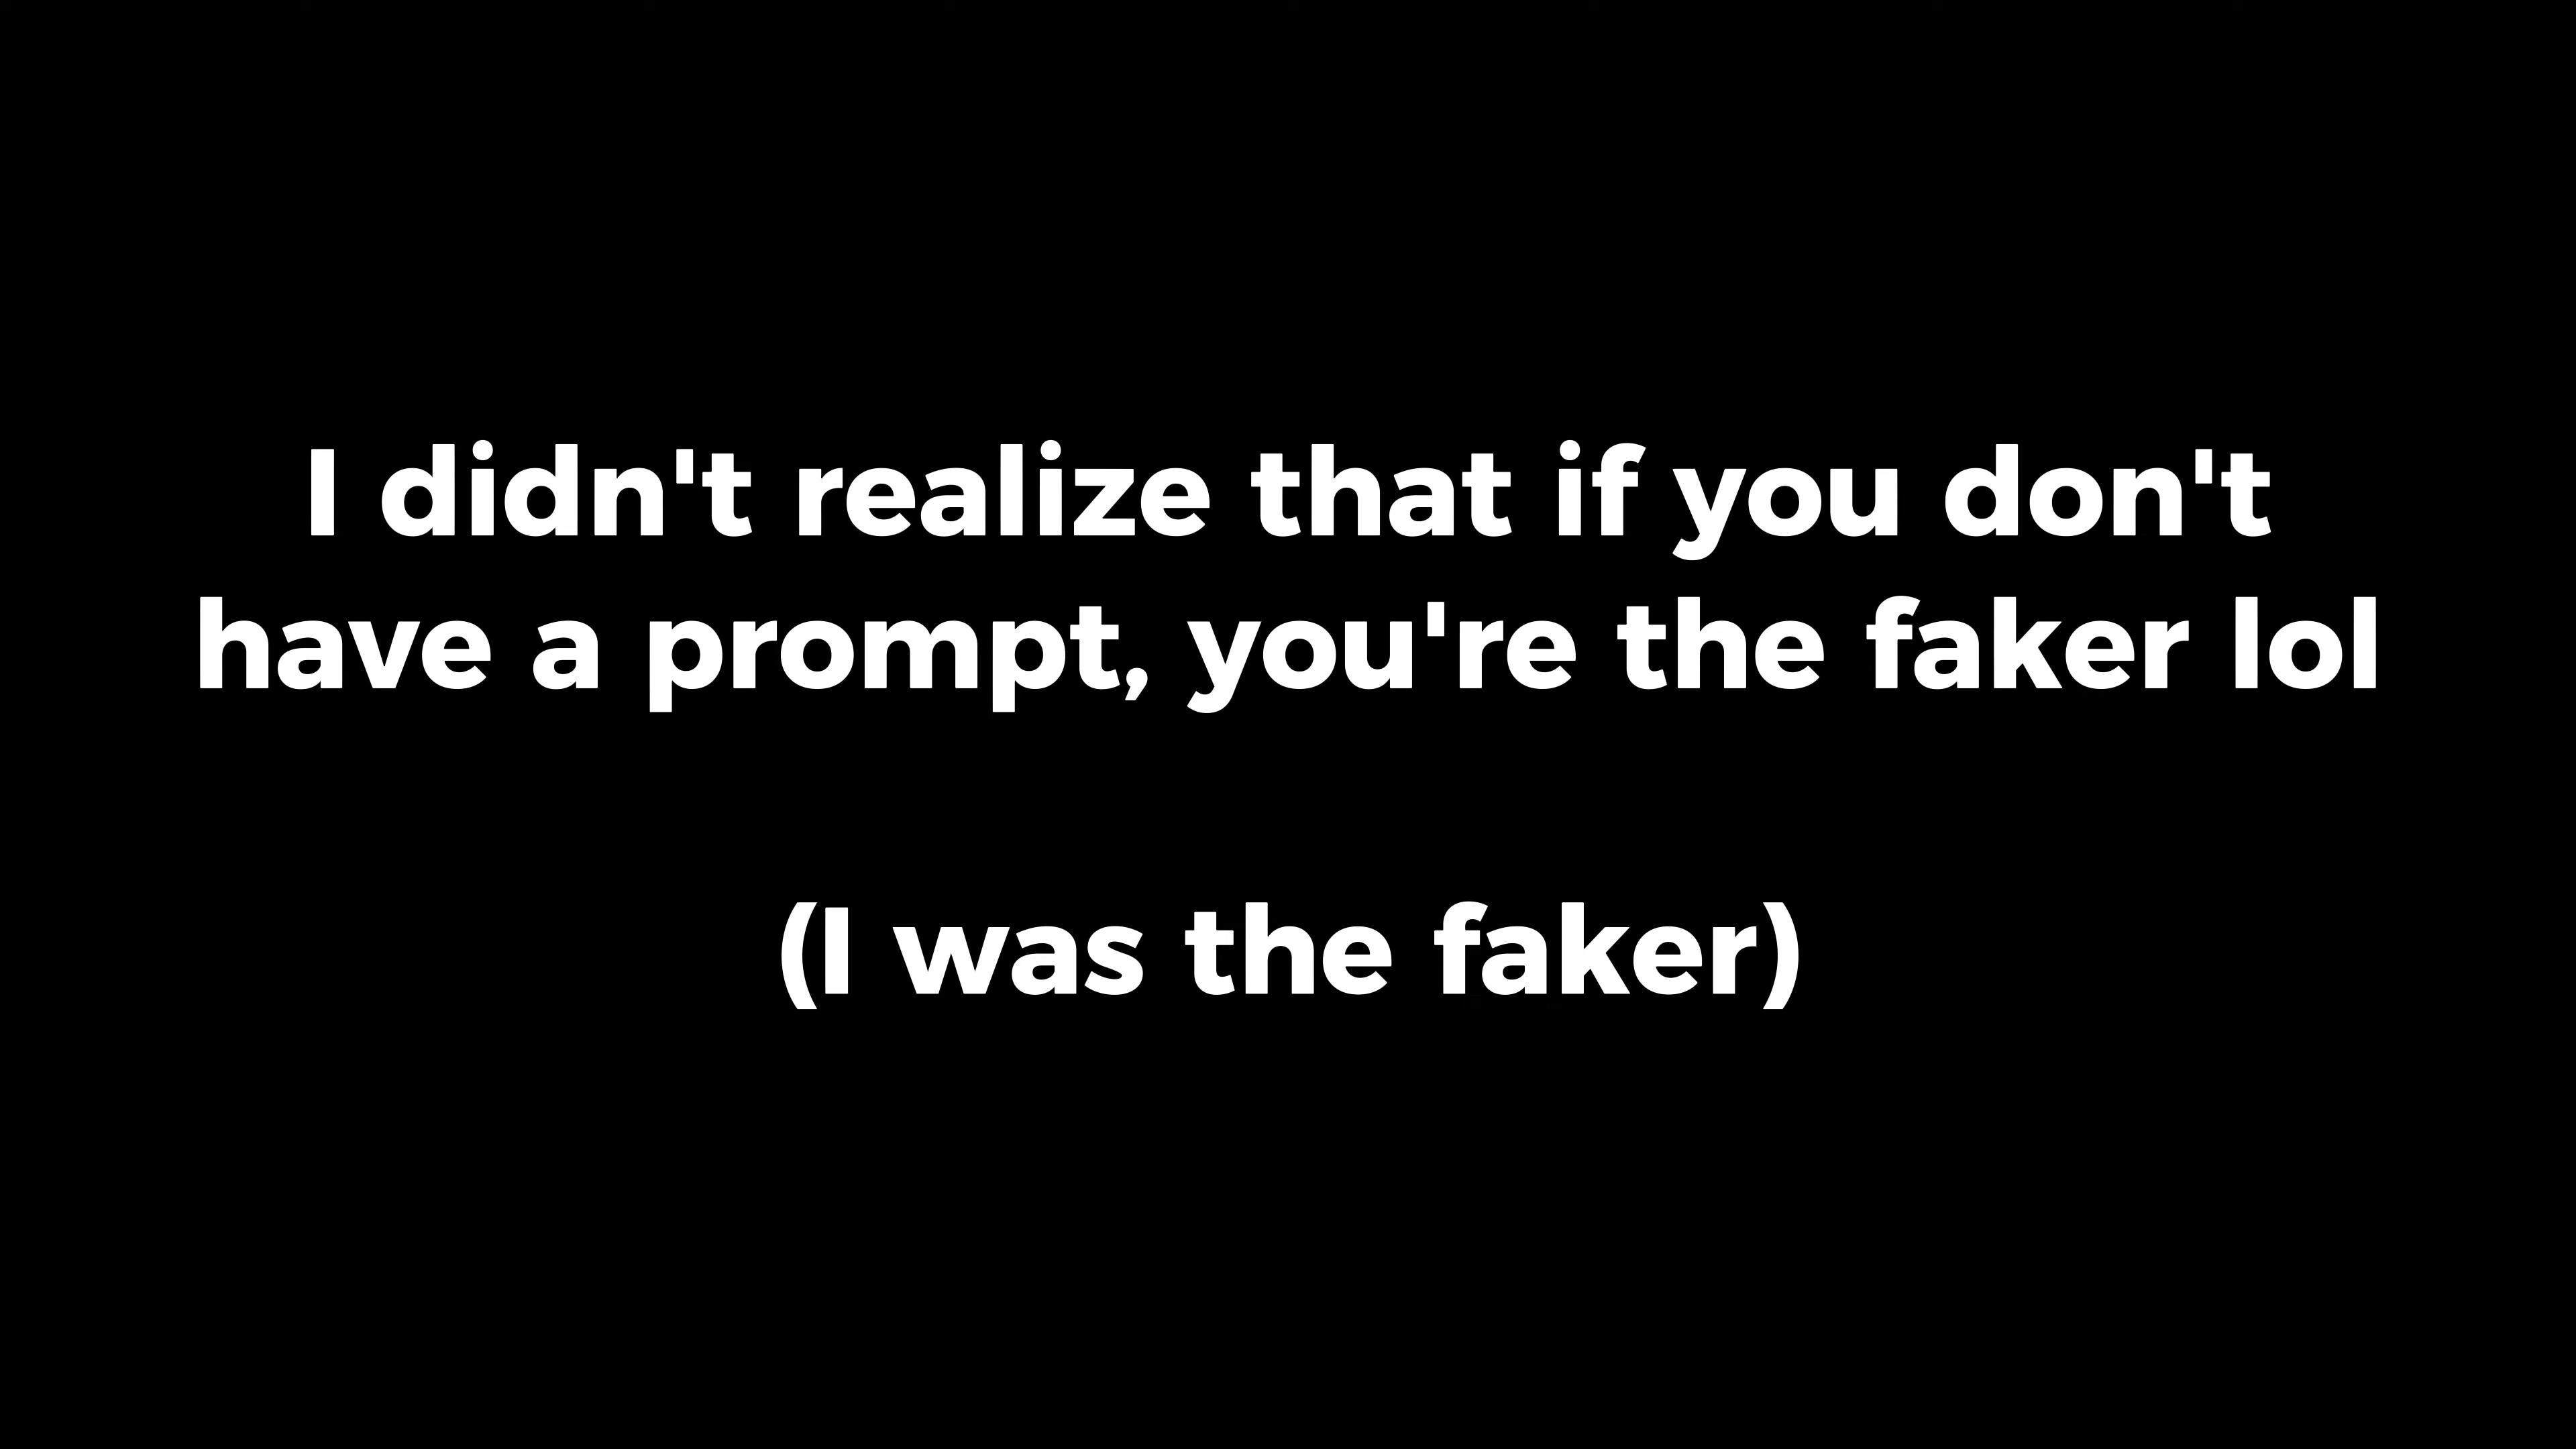 I didn't realize that if you don't
have a prompt, you're the faker lol
(I was the faker)